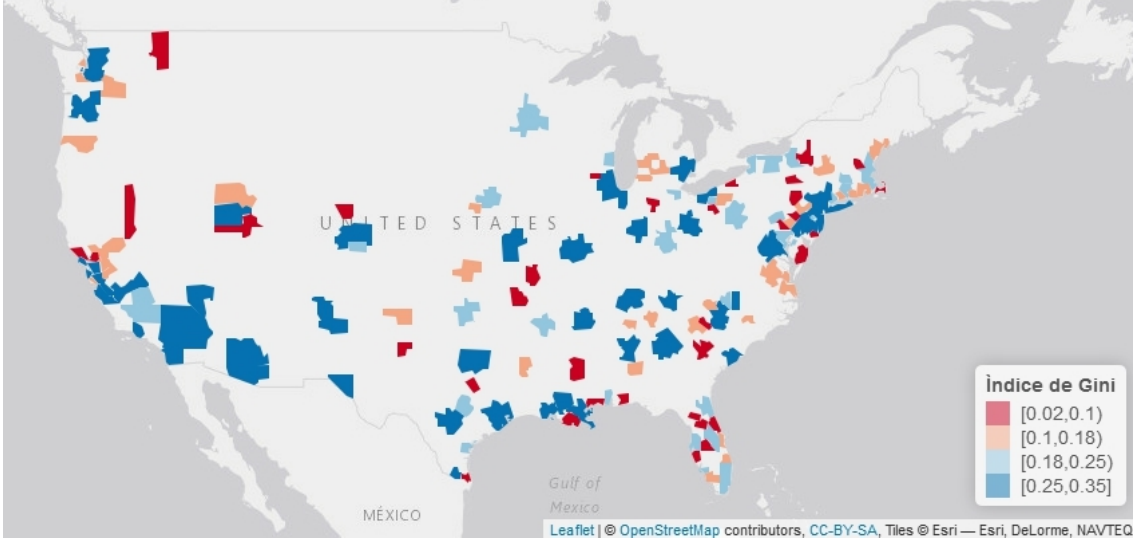 UNITED STATES
Gulf of
Mexico
MÉXICO
Ìndice de Gini
[0.02,0.1)
[0.1,0.18)
[0.18,0.25)
[0.25,0.35]
Leaflet | © OpenStreetMap contributors, CC-BY-SA, Tiles © Esri — Esri, DeLorme, NAVTEQ